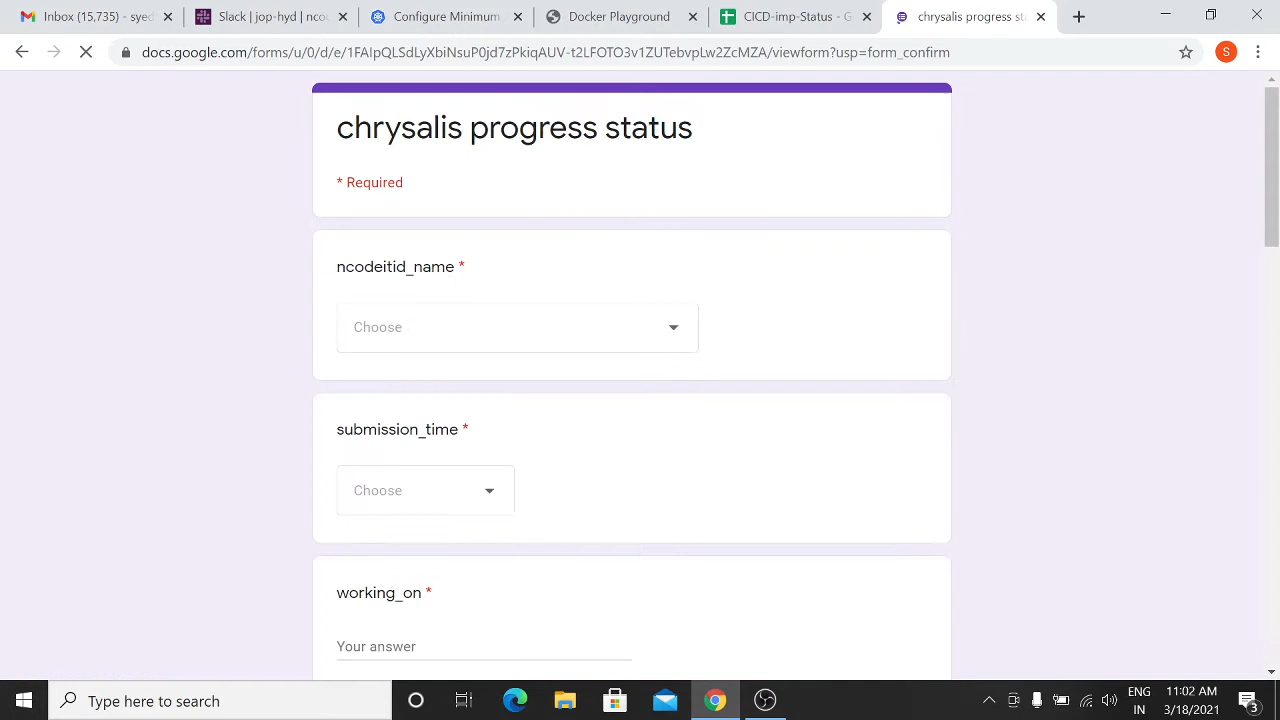 Inbox (15,735) - syed
Slack | jop-hyd | nco
Configure Minimum
Docker Playground
CICD-imp-Status - G
chrysalis progress st
docs.google.com/forms/u/0/d/e/1FAIpQLSdLyXbiNsuP0jd7zPKiqAUV-t2LFOTO3v1ZUTebvpLw2ZcMZA/viewform?usp=form_confirm
S
chrysalis progress status
* Required
ncodeitid_name *
Choose
submission_time *
Choose
working_on *
Your answer
Type here to search
ENG
IN
11:02 AM
3/18/2021
3